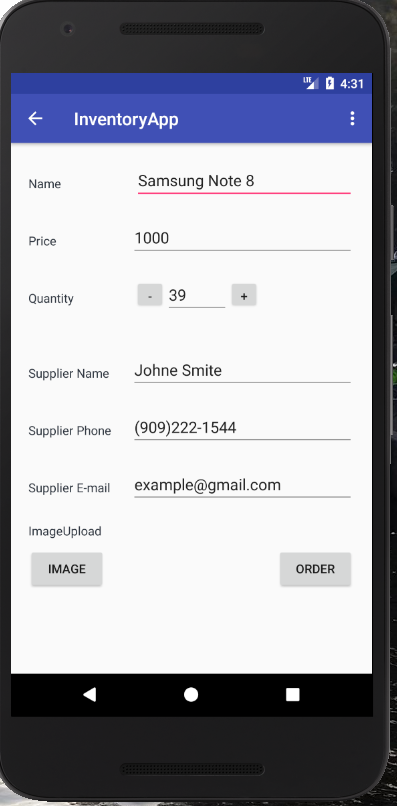 LTE 4:31
InventoryApp
Name Samsung Note 8
Price 1000
Quantity - 39 +
Supplier Name Johne Smite
Supplier Phone (909)222-1544
Supplier E-mail example@gmail.com
ImageUpload
IMAGE ORDER